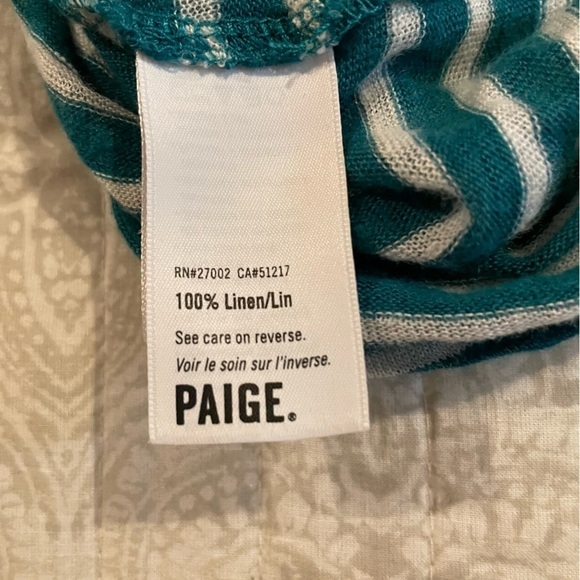 RN#27002 CA#51217
100% Linen/Lin
See care on reverse.
Voir le soin sur l'inverse.
PAIGE®